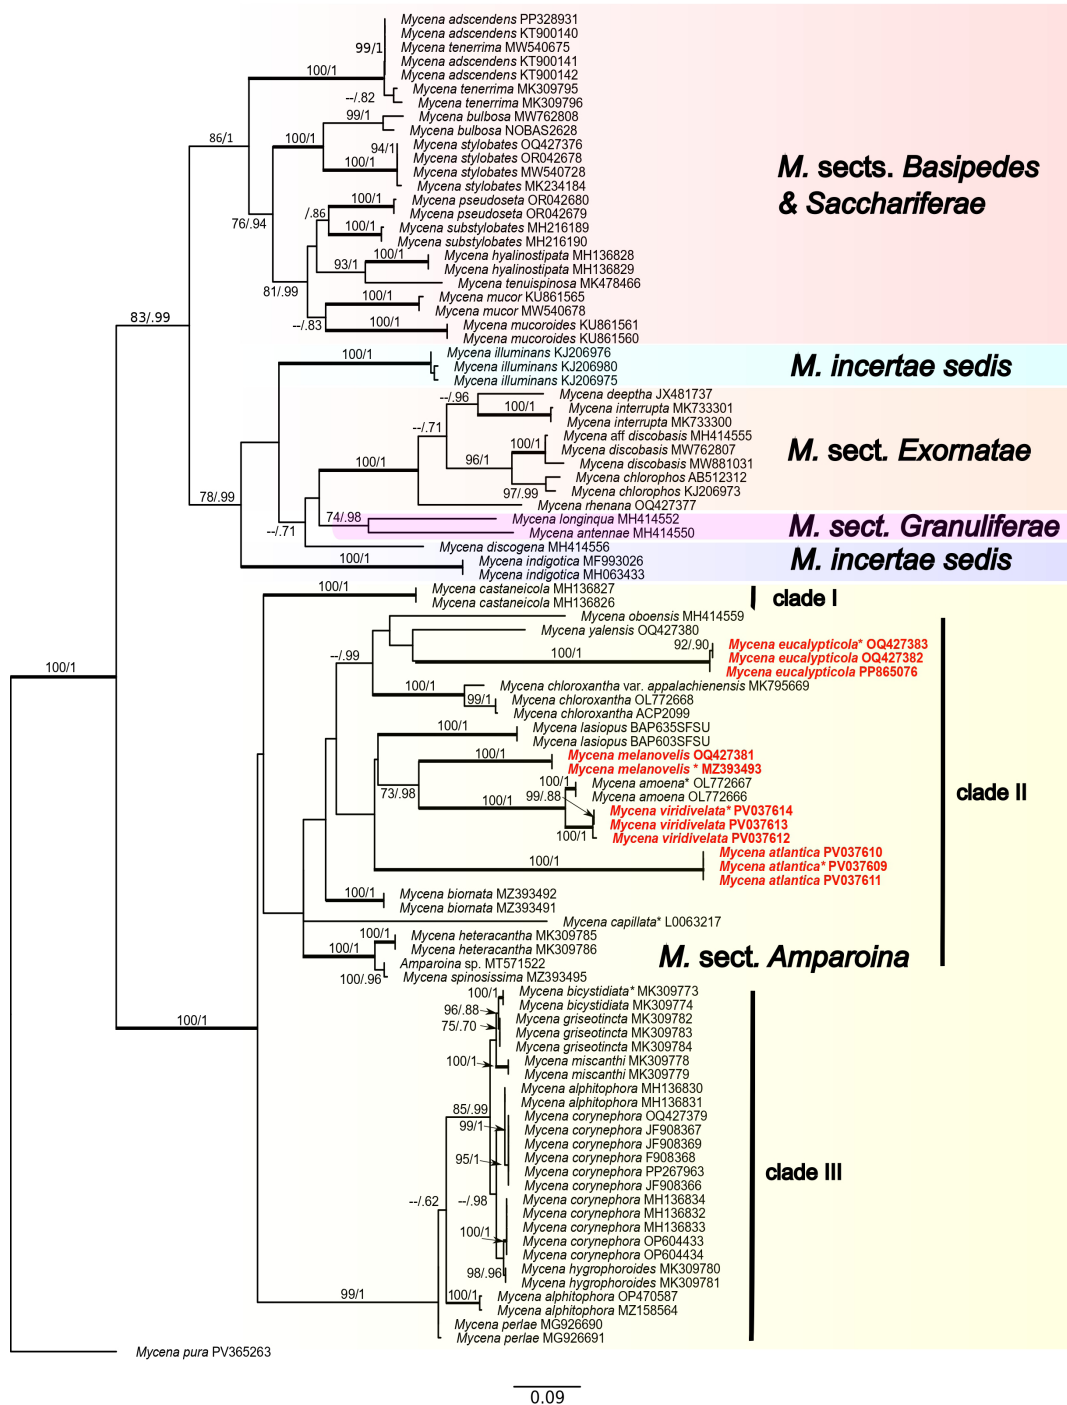 Mycena adscendens PP328931
Mycena adscendens KT900140
99/1
Mycena tenerrima MW540675
Mycena adscendens KT900141
100/1
Mycena adscendens KT900142
Mycena tenerrima MK309795
--/.82
Mycena tenerrima MK309796
99/1
Mycena bulbosa MW762808
Mycena bulbosa NOBAS2628
86/1
100/1
94/1
Mycena stylobates OQ427376
Mycena stylobates OR042678
100/1
Mycena stylobates MW540728
Mycena stylobates MK234184
M. sects. Basipedes
& Sacchariferae
100/1
Mycena pseudoseta OR042680
/.86
Mycena pseudoseta OR042679
76/.94
100/1
Mycena substylobates MH216189
Mycena substylobates MH216190
100/1
Mycena hyalinostipata MH136828
93/1
Mycena hyalinostipata MH136829
Mycena tenuispinosa MK478466
81/.99
100/1
Mycena mucor KU861565
Mycena mucor MW540678
83/.99
--/.83
100/1
Mycena mucoroides KU861561
Mycena mucoroides KU861560
100/1
Mycena illuminans KJ206976
Mycena illuminans KJ206980
M. incertae sedis
Mycena illuminans KJ206975
--/.96
Mycena deeptha JX481737
100/1
Mycena interrupta MK733301
Mycena interrupta MK733300
--/.71
Mycena aff discobasis MH414555
100/1
Mycena discobasis MW762807
M. sect. Exornatae
100/1
96/1
Mycena discobasis MW881031
Mycena chlorophos AB512312
97/.99
Mycena chlorophos KJ206973
78/.99
Mycena rhenana OQ427377
74/.98
Mycena longinqua MH414552
M. sect. Granuliferae
--/.71
Mycena antennae MH414550
Mycena discogena MH414556
100/1
Mycena indigotica MF993026
M. incertae sedis
Mycena indigotica MH063433
100/1
Mycena castaneicola MH136827
clade I
Mycena castaneicola MH136826
Mycena oboensis MH414559
Mycena yalensis OQ427380
92/.90
Mycena eucalypticola* OQ427383
--/.99
100/1
Mycena eucalypticola OQ427382
100/1
Mycena eucalypticola PP865076
100/1
Mycena chloroxantha var. appalachienensis MK795669
99/1
Mycena chloroxantha OL772668
Mycena chloroxantha ACP2099
100/1
Mycena lasiopus BAP635SFSU
Mycena lasiopus BAP603SFSU
100/1
Mycena melanovelis OQ427381
Mycena melanovelis * MZ393493
73/.98
100/1
Mycena amoena* OL772667
100/1
99/.88
Mycena amoena OL772666
clade II
Mycena viridivelata* PV037614
Mycena viridivelata PV037613
100/1
Mycena viridivelata PV037612
100/1
Mycena atlantica PV037610
Mycena atlantica* PV037609
Mycena atlantica PV037611
100/1
Mycena biornata MZ393492
Mycena biornata MZ393491
Mycena capillata* L0063217
100/1
Mycena heteracantha MK309785
100/1
Mycena heteracantha MK309786
M. sect. Amparoina
Amparoina sp. MT571522
100/.96
Mycena spinosissima MZ393495
100/1
Mycena bicystidiata* MK309773
96/.88
Mycena bicystidiata MK309774
100/1
75/.70
Mycena griseotincta MK309782
Mycena griseotincta MK309783
Mycena griseotincta MK309784
100/1
Mycena miscanthi MK309778
Mycena miscanthi MK309779
Mycena alphitophora MH136830
85/.99
Mycena alphitophora MH136831
99/1
Mycena corynephora OQ427379
Mycena corynephora JF908367
Mycena corynephora JF908369
95/1
Mycena corynephora F908368
Mycena corynephora PP267963
clade III
Mycena corynephora JF908366
--/.62
--/.98
Mycena corynephora MH136834
Mycena corynephora MH136832
100/1
Mycena corynephora MH136833
Mycena corynephora OP604433
Mycena corynephora OP604434
98/.96
Mycena hygrophoroides MK309780
Mycena hygrophoroides MK309781
99/1
100/1
Mycena alphitophora OP470587
Mycena alphitophora MZ158564
Mycena perlae MG926690
Mycena perlae MG926691
Mycena pura PV365263
0.09